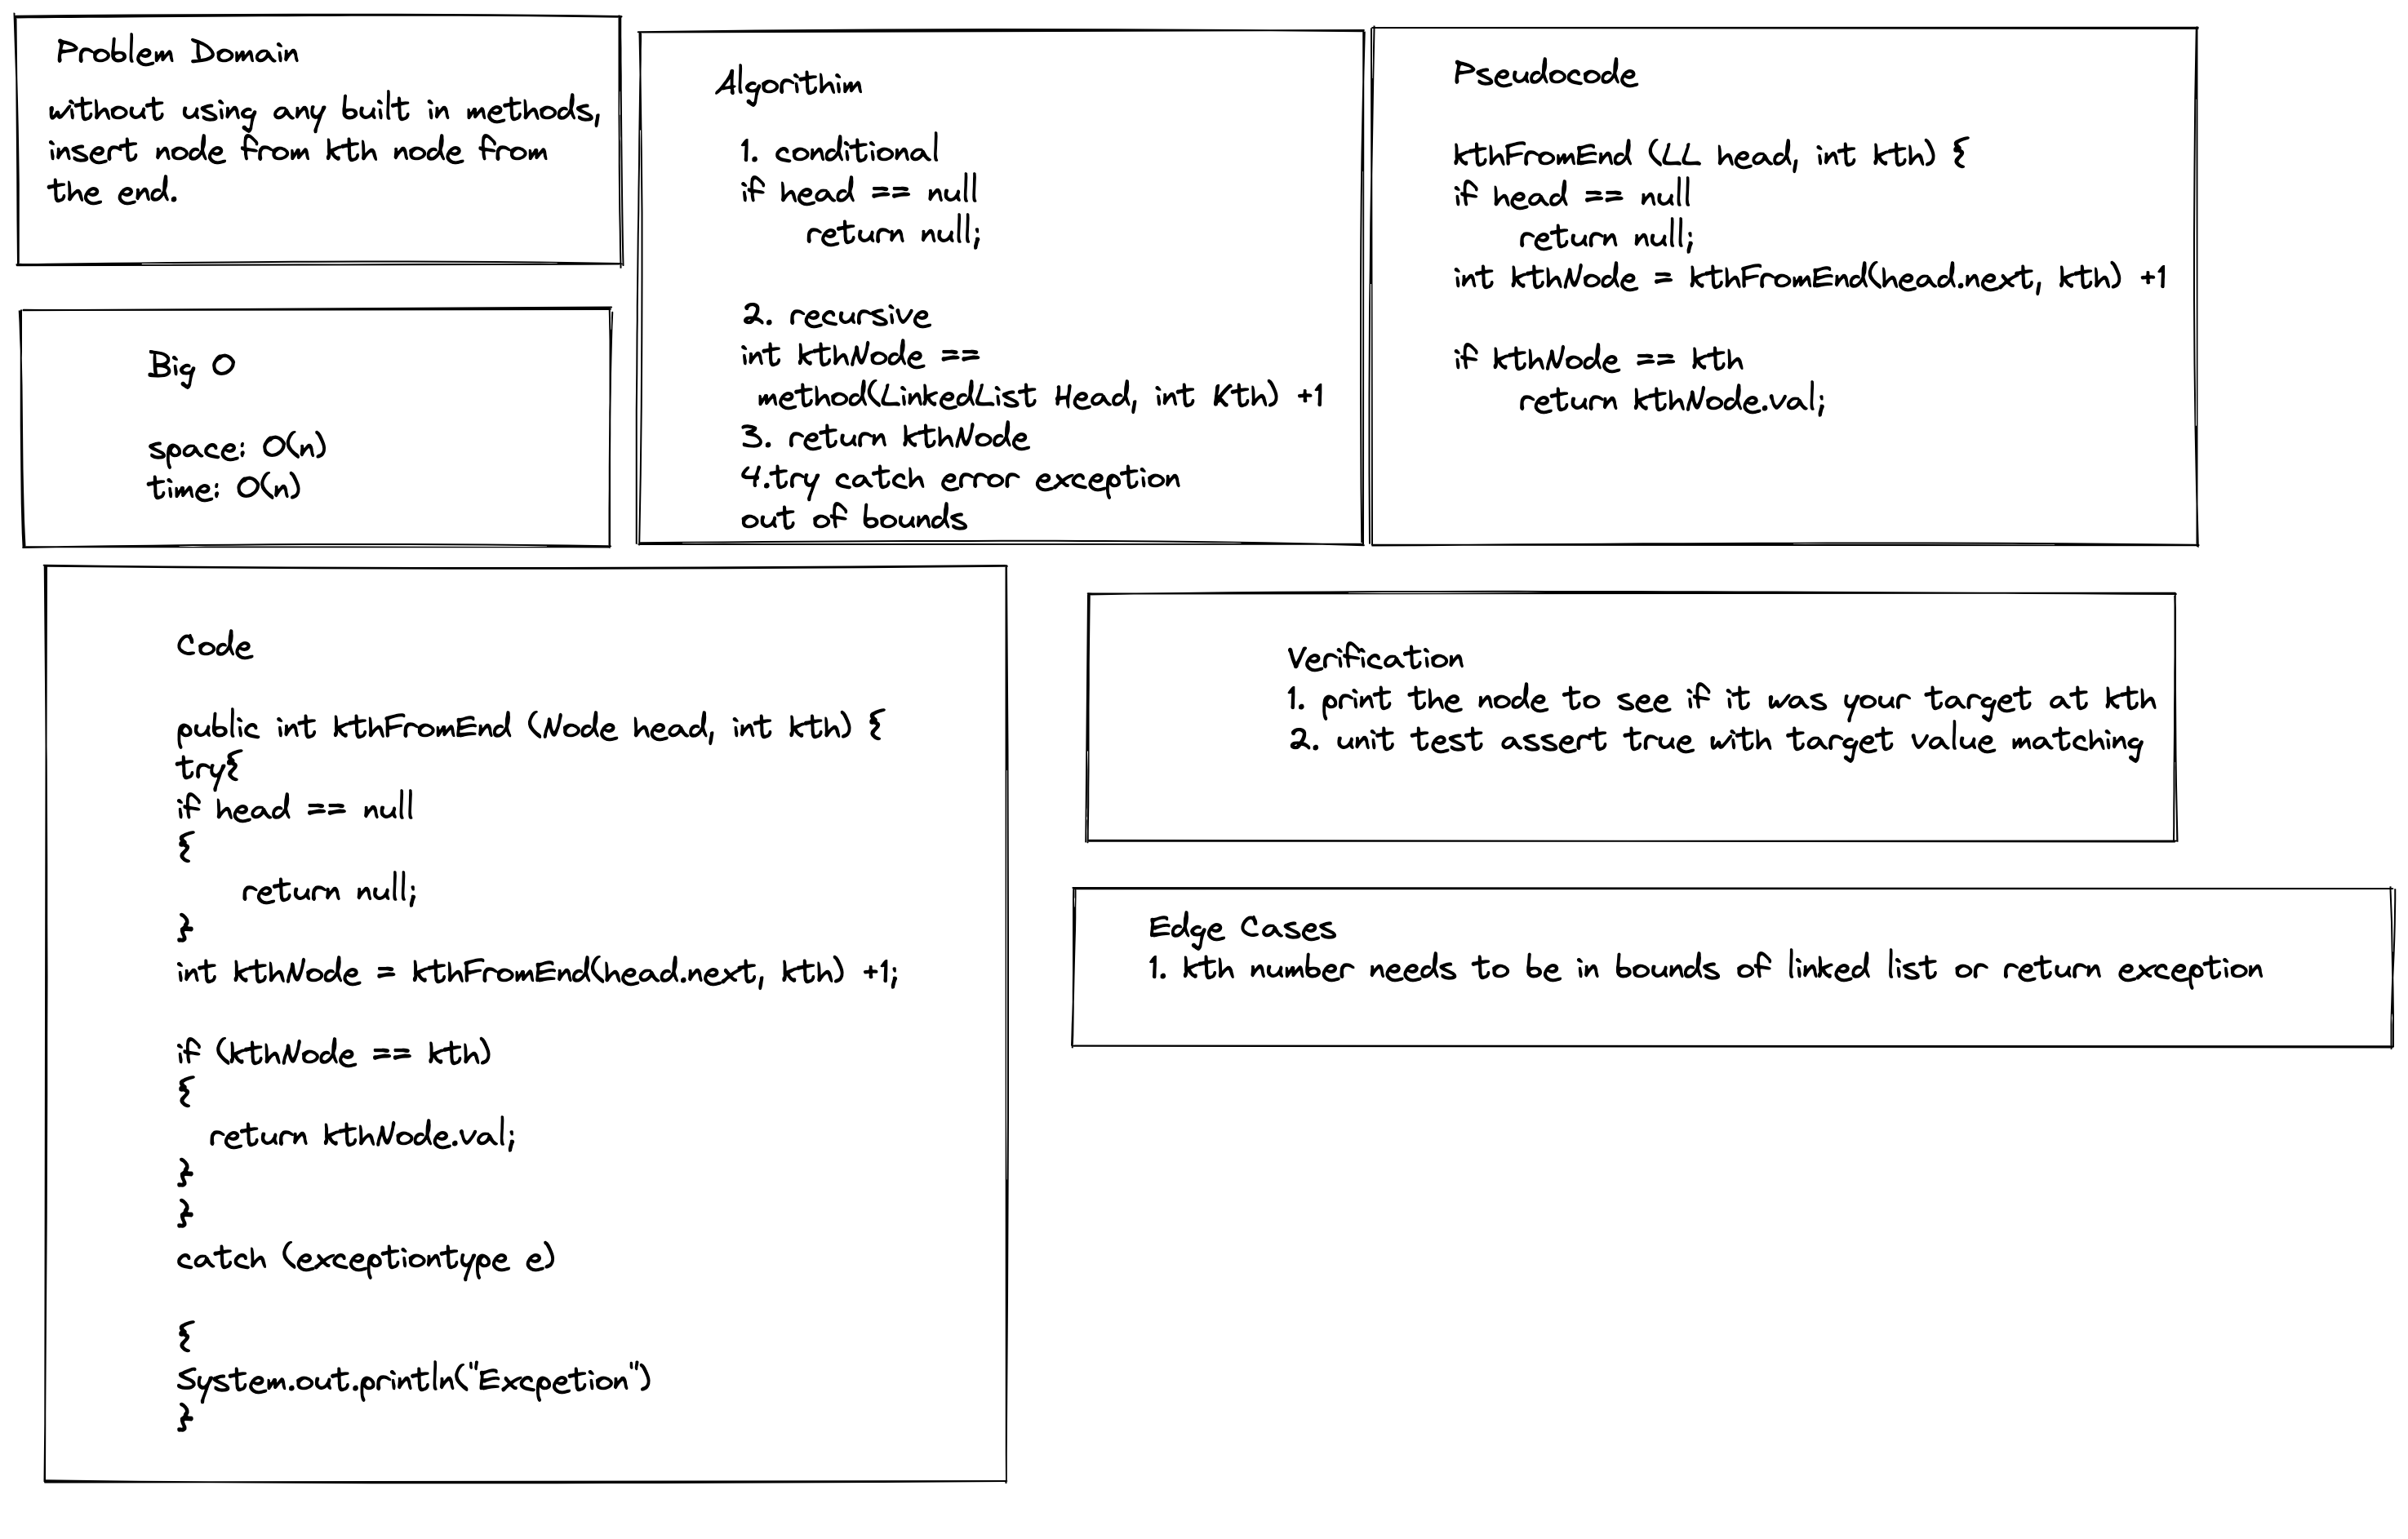 Problem Domain
without using any built in methods,
insert node from kth node from
the end.
Algorithim
1. conditional
if head == null
return null;
2. recursive
int kthNode ==
method(LinkedList Head, int Kth) +1
3. return kthNode
4.try catch error exception
out of bounds
Pseudocode
kthFromEnd (LL head, int kth) {
if head == null
return null;
int kthNode = kthFromEnd(head.next, kth) +1
if kthNode == kth
return kthNode.val;
Big O
space: O(n)
time: O(n)
Code
public int kthFromEnd (Node head, int kth) {
try{
if head == null
{
return null;
}
int kthNode = kthFromEnd(head.next, kth) +1;
if (kthNode == kth)
{
return kthNode.val;
}
}
catch (exceptiontype e)
{
System.out.println("Excpetion")
}
Verification
1. print the node to see if it was your target at kth
2. unit test assert true with target value matching
Edge Cases
1. kth number needs to be in bounds of linked list or return exception